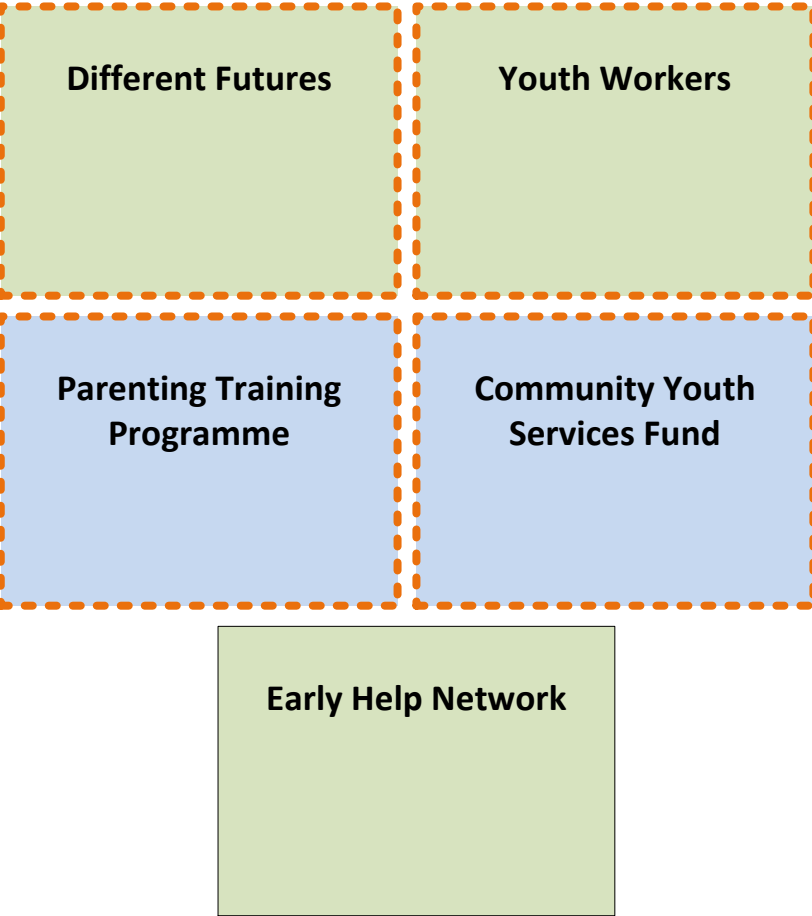 Different Futures
Youth Workers
Parenting Training
Programme
Community Youth
Services Fund
Early Help Network